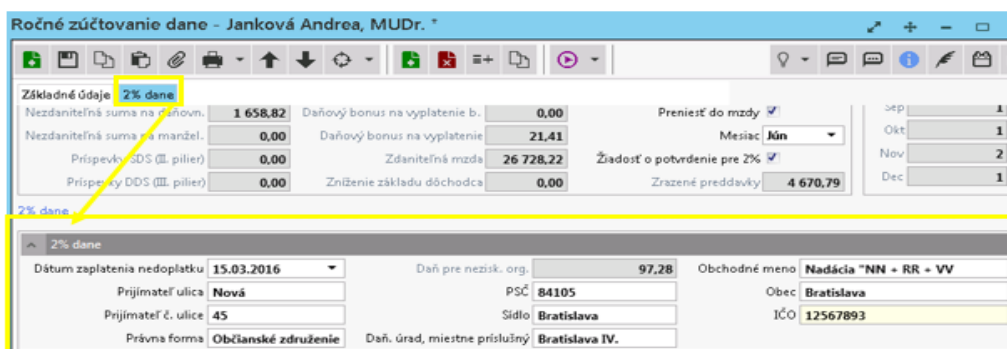 Ročné zúčtovanie dane - Janková Andrea, MUDr. *
Základné údaje 2% dane
Nezdaniteľná suma na daňovn. 1 658,82 Daňový bonus na vyplatenie b. 0,00 Preniesť do mzdy Sep 1
Nezdaniteľná suma na manžel. 0,00 Daňový bonus na vyplatenie 21,41 Mesiac Jún Okt 1
Príspevky SDS (II. pilier) 0,00 Zdaniteľná mzda 26 728,22 Žiadosť o potvrdenie pre 2% Nov 2
Príspevky DDS (III. pilier) 0,00 Zníženie základu dôchodca 0,00 Zrazené preddavky 4 670,79 Dec 1
2% dane
2% dane
Dátum zaplatenia nedoplatku 15.03.2016 Daň pre nezisk. org. 97,28 Obchodné meno Nadácia "NN + RR + VV
Prijímateľ ulica Nová PSČ 84105 Obec Bratislava
Prijímateľ č. ulice 45 Sídlo Bratislava IČO 12567893
Právna forma Občianské združenie Daň. úrad, miestne príslušný Bratislava IV.